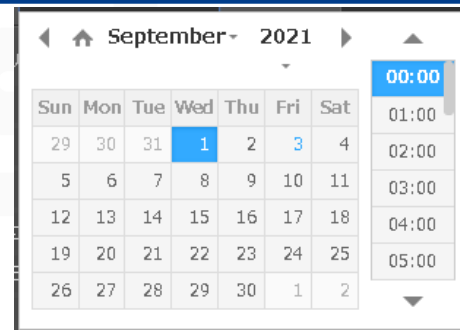 September 2021
Sun Mon Tue Wed Thu Fri Sat
29 30 31 1 2 3 4
5 6 7 8 9 10 11
12 13 14 15 16 17 18
19 20 21 22 23 24 25
26 27 28 29 30 1 2
00:00
01:00
02:00
03:00
04:00
05:00